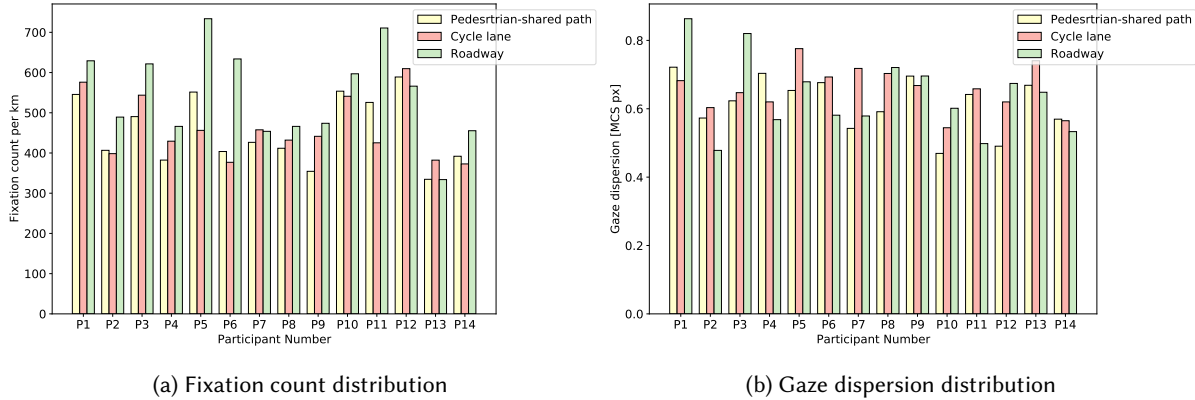 700
600
500
400
300
200
100
0
Fixation count per km
Pedesrtrian-shared path
Cycle lane
Roadway
P1 P2 P3 P4 P5 P6 P7 P8 P9 P10 P11 P12 P13 P14
Participant Number
(a) Fixation count distribution
0.8
0.6
0.4
0.2
0.0
Gaze dispersion [MCS px]
Pedesrtrian-shared path
Cycle lane
Roadway
P1 P2 P3 P4 P5 P6 P7 P8 P9 P10 P11 P12 P13 P14
Participant Number
(b) Gaze dispersion distribution